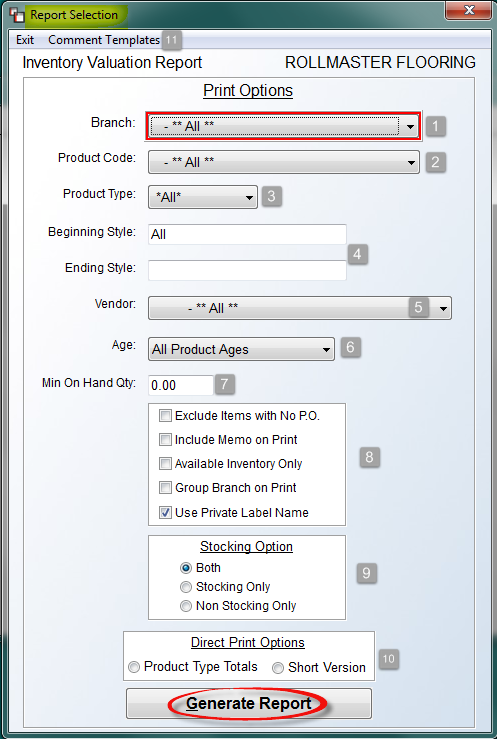 Report Selection
Exit Comment Templates 11
Inventory Valuation Report ROLLMASTER FLOORING
Print Options
Branch: - ** All ** 1
Product Code: - ** All ** 2
Product Type: *All* 3
Beginning Style: All
4
Ending Style:
Vendor: - ** All ** 5
Age: All Product Ages 6
Min On Hand Qty: 0.00 7
Exclude Items with No P.O.
Include Memo on Print
Available Inventory Only 8
Group Branch on Print
Use Private Label Name
Stocking Option
Both 9
Stocking Only
Non Stocking Only
Direct Print Options
Product Type Totals Short Version 10
Generate Report